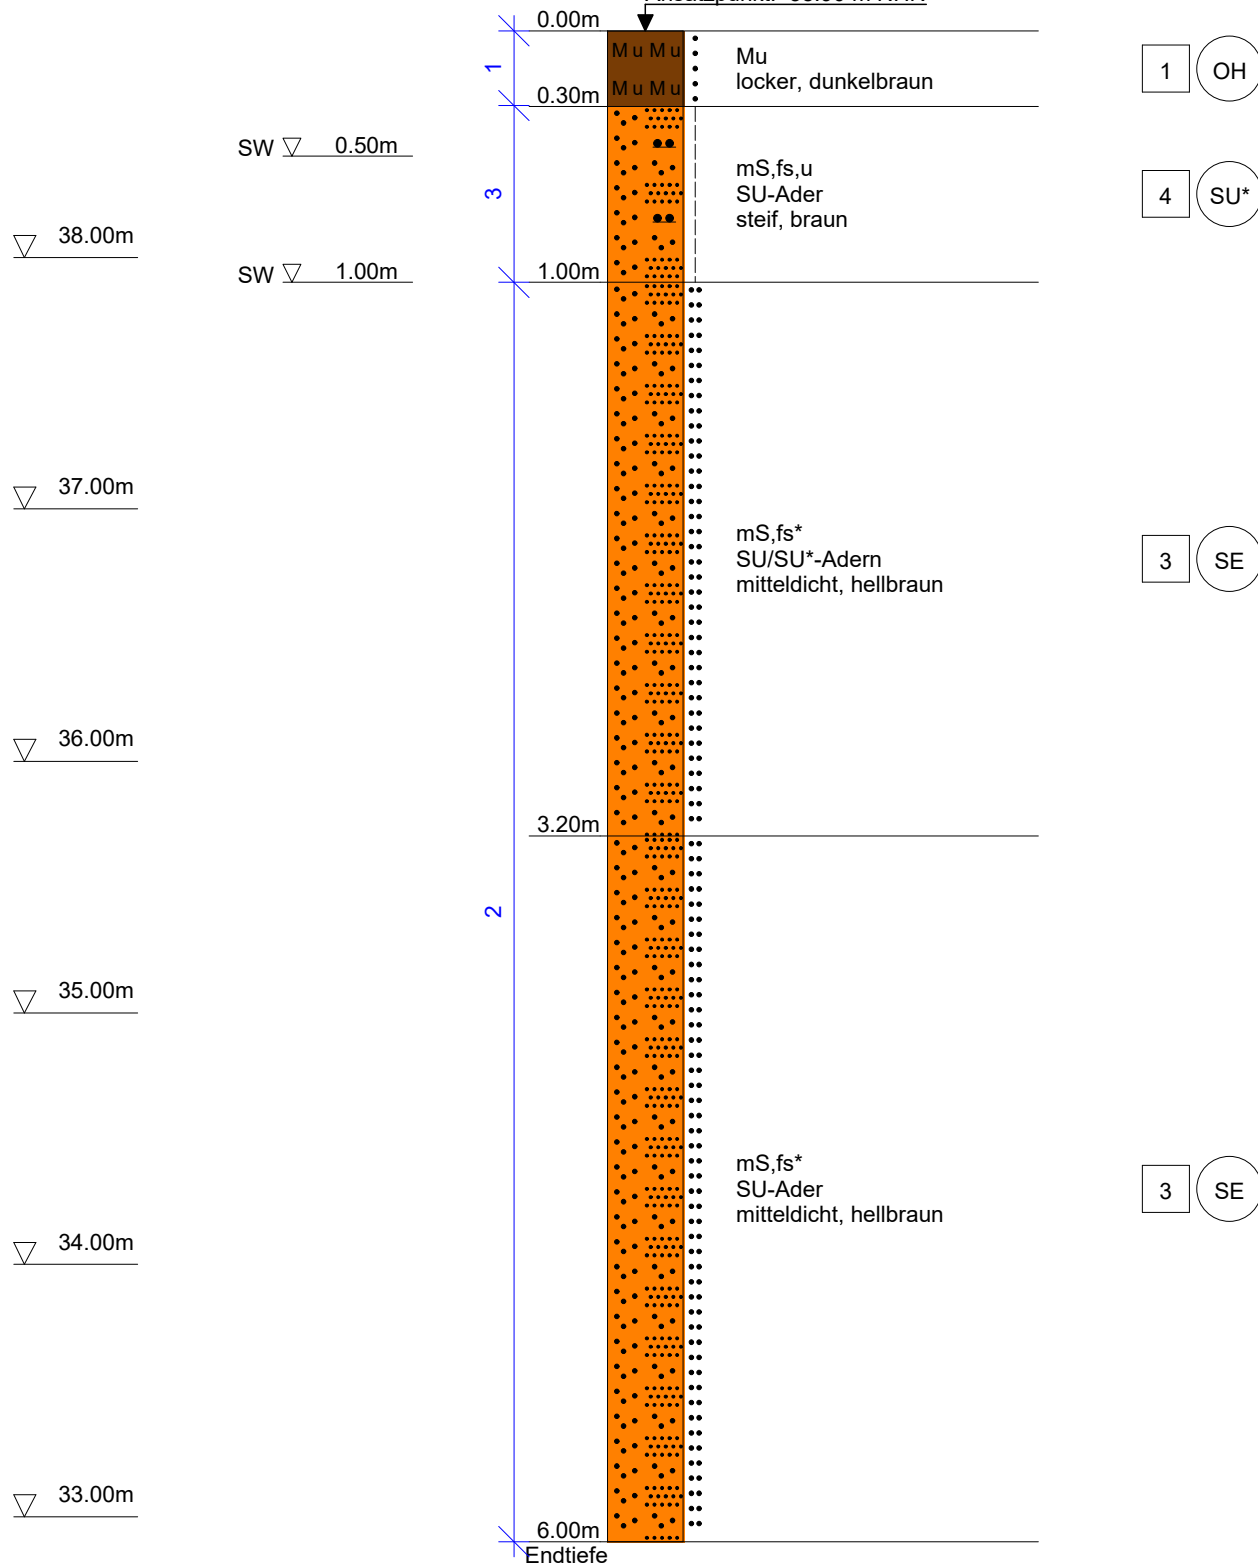 0.00m
Mu Mu
Mu Mu
1
0.30m
Mu
locker, dunkelbraun
1 OH
SW 0.50m
3
mS,fs,u
SU-Ader
steif, braun
4 SU*
38.00m
SW 1.00m
1.00m
37.00m
mS,fs*
SU/SU*-Adern
mitteldicht, hellbraun
3 SE
36.00m
3.20m
2
35.00m
mS,fs*
SU-Ader
mitteldicht, hellbraun
3 SE
34.00m
33.00m
6.00m
Endtiefe